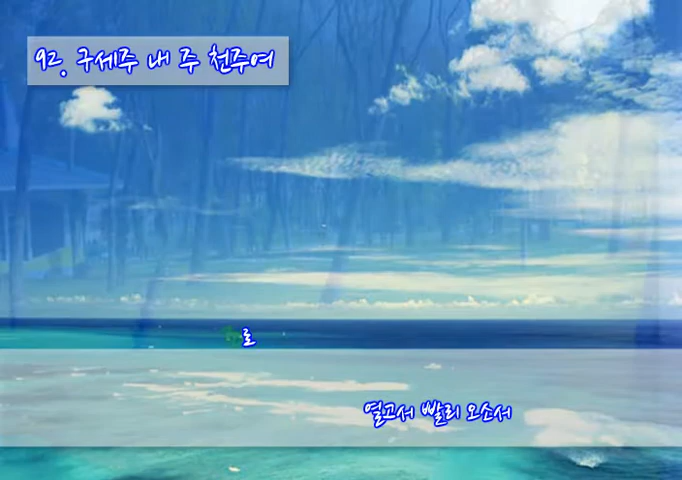 92. 구세주 내 주 천주여
로
열고서 빨리 오소서